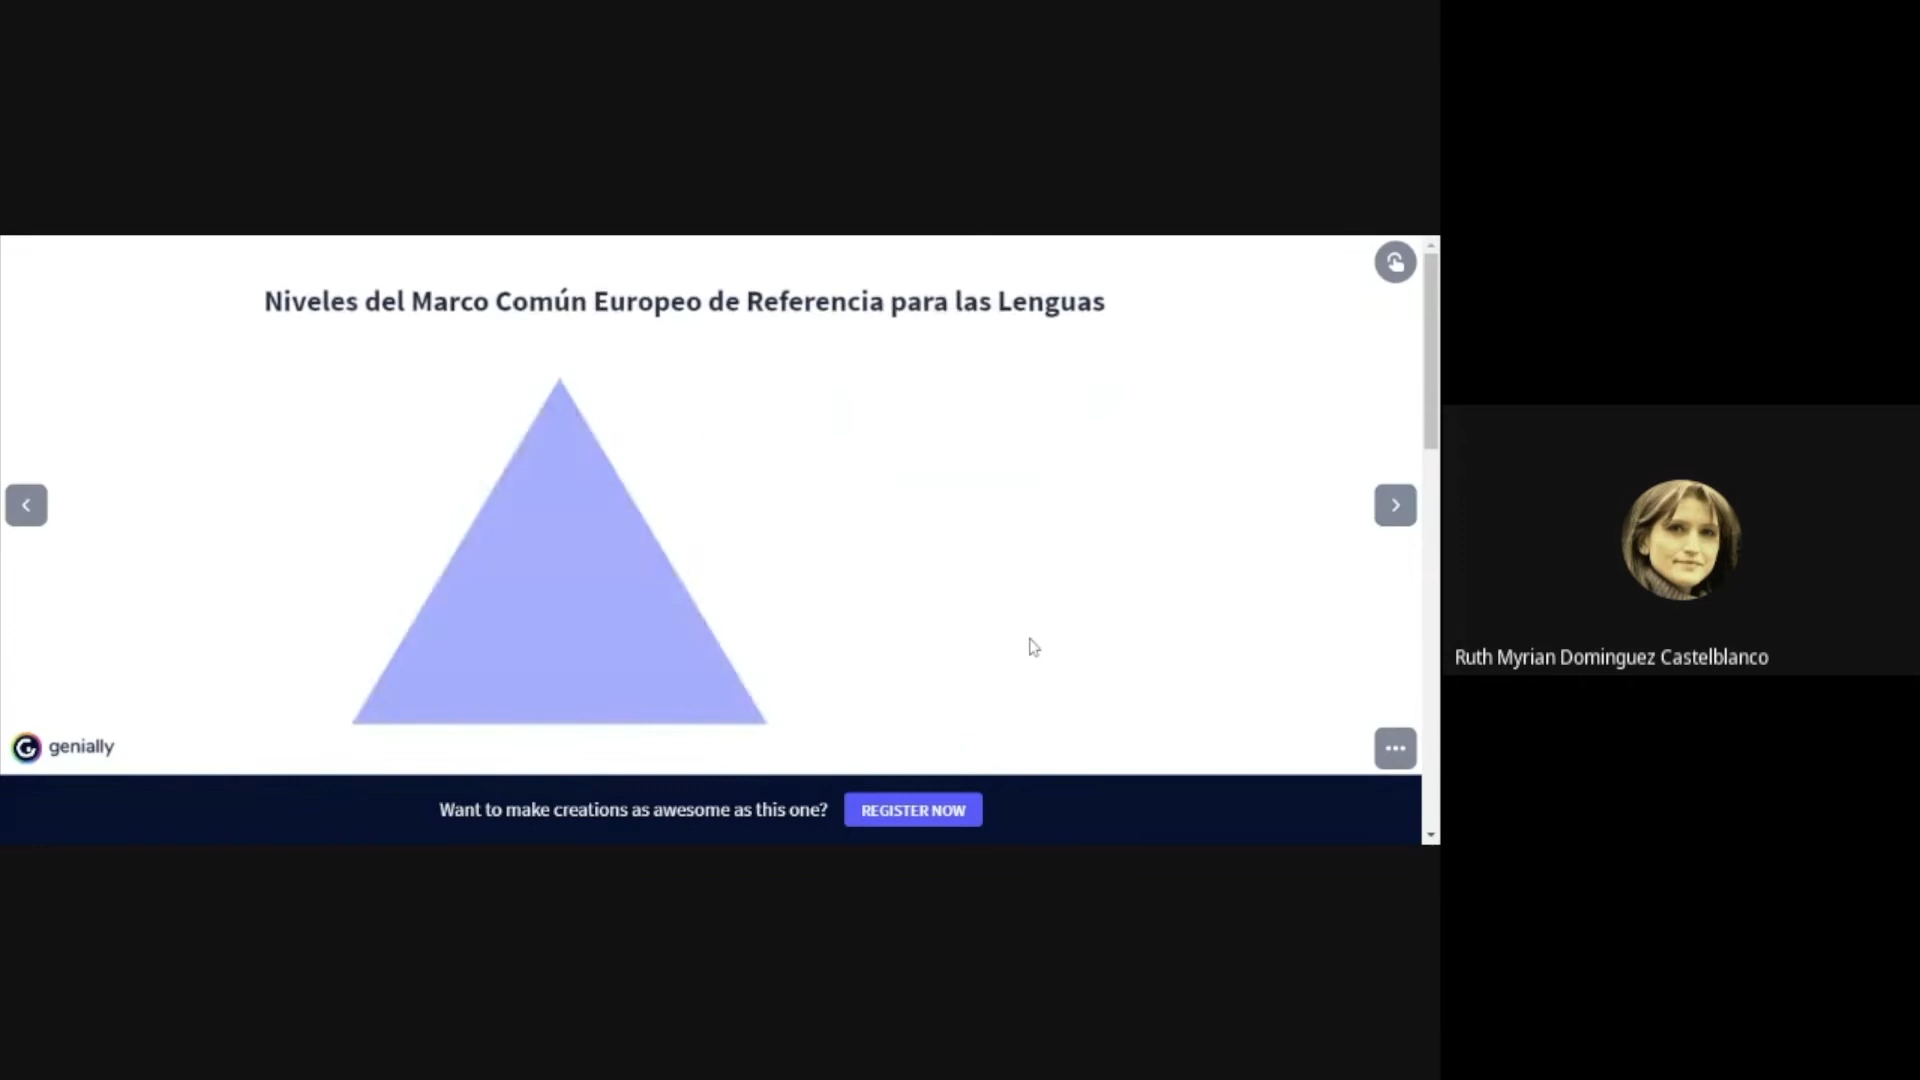 Niveles del Marco Común Europeo de Referencia para las Lenguas
genially
Want to make creations as awesome as this one?
REGISTER NOW
Ruth Myrian Dominguez Castelblanco